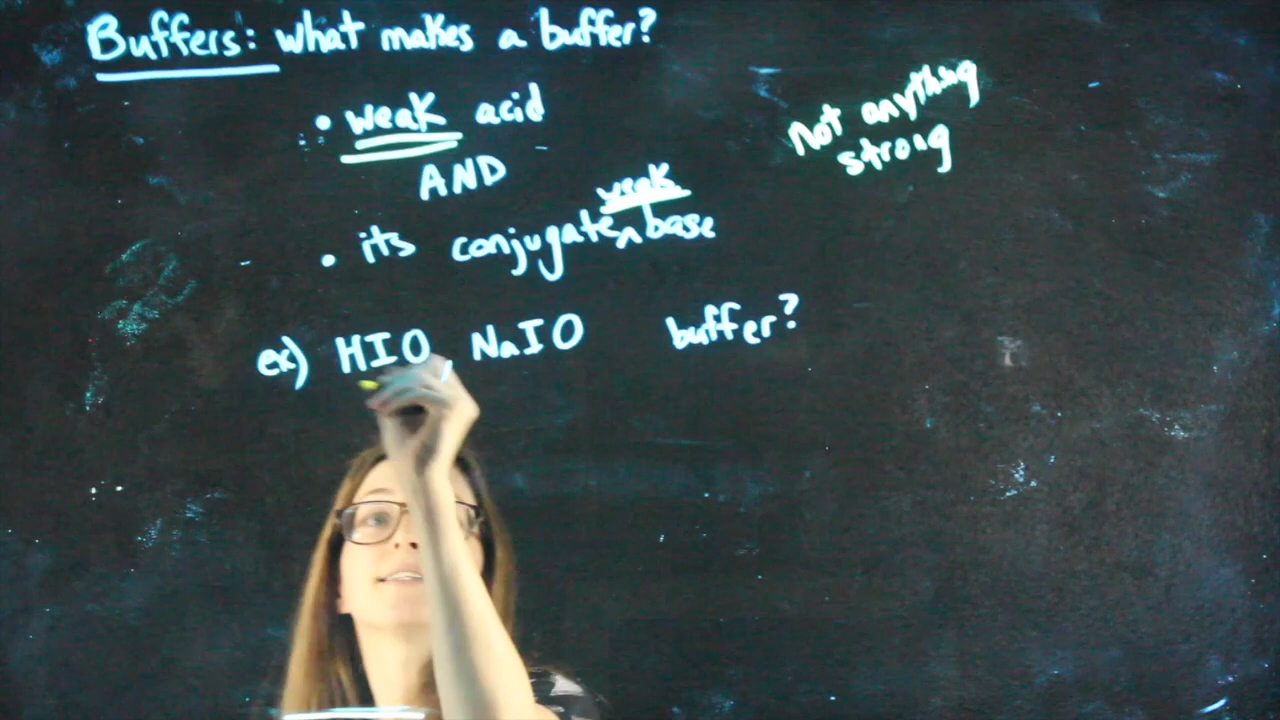 Buffers: what makes a buffer?
• weak acid
not anything
strong
AND
weak
• its conjugate ^ base
ex) HIO, NaIO buffer?